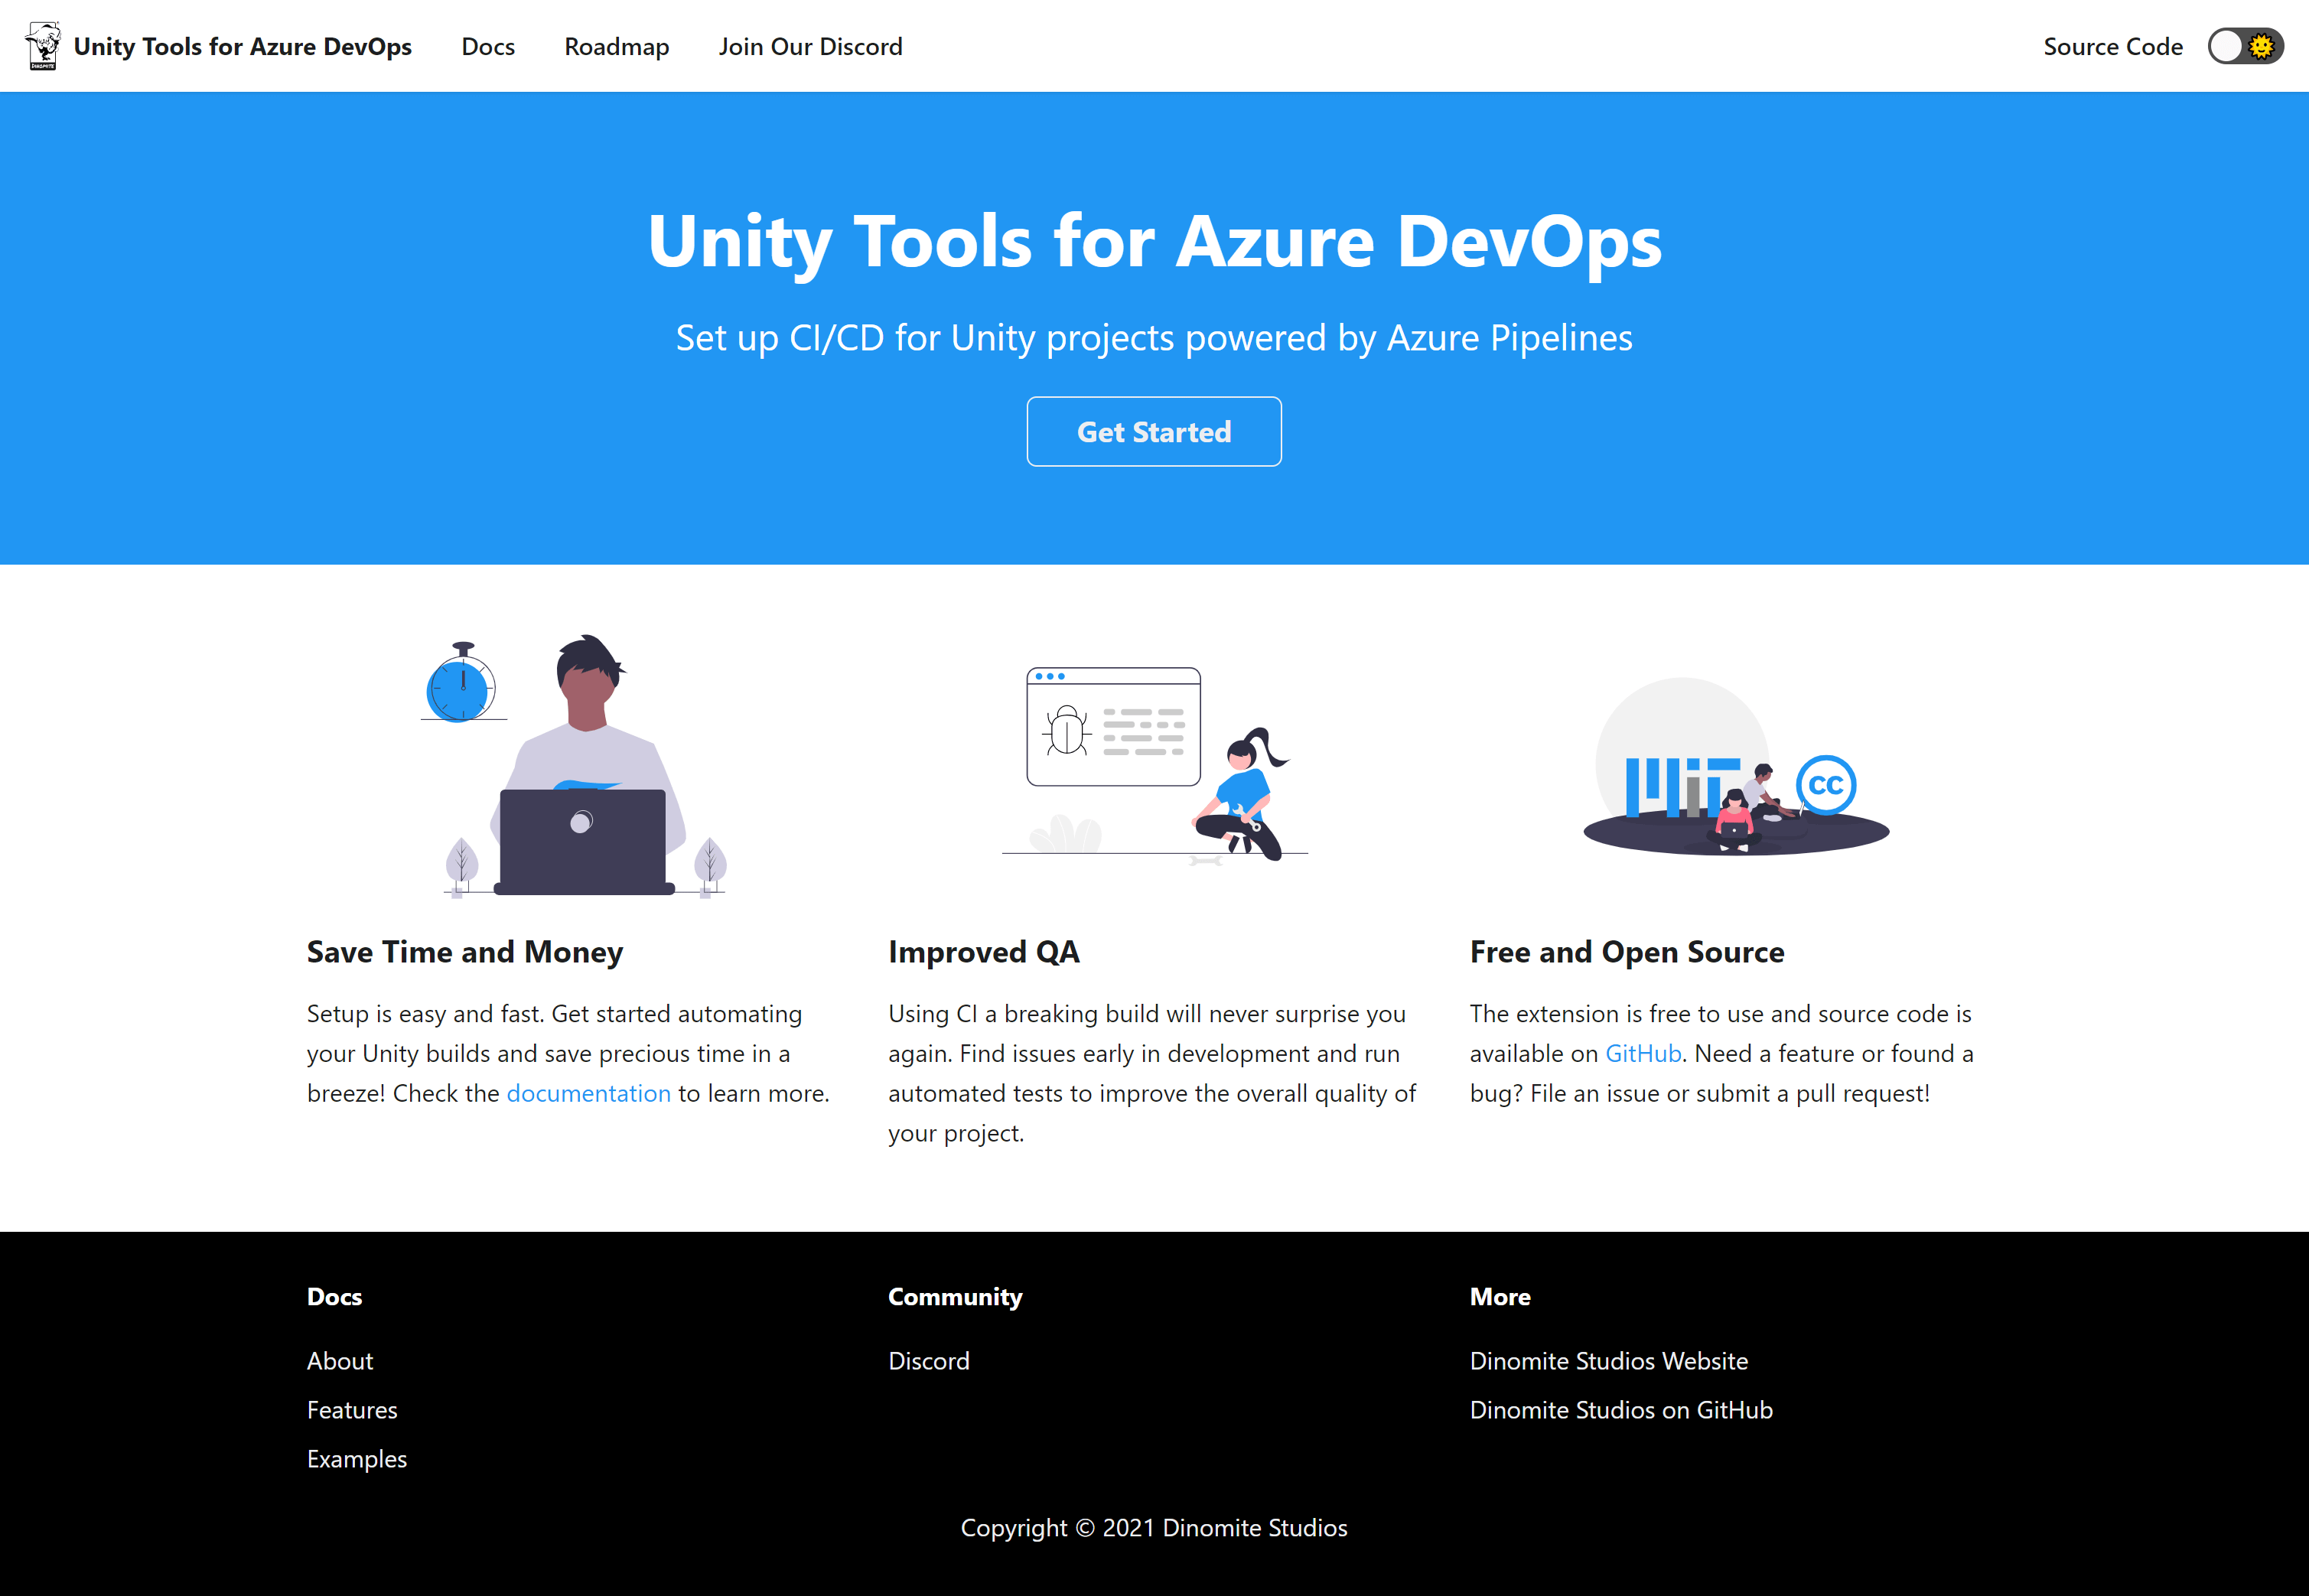 DINOMITE
Unity Tools for Azure DevOps
Docs
Roadmap
Join Our Discord
Source Code
Unity Tools for Azure DevOps
Set up CI/CD for Unity projects powered by Azure Pipelines
Get Started
MIT
cc
Save Time and Money
Setup is easy and fast. Get started automating
your Unity builds and save precious time in a
breeze! Check the documentation to learn more.
Improved QA
Using CI a breaking build will never surprise you
again. Find issues early in development and run
automated tests to improve the overall quality of
your project.
Free and Open Source
The extension is free to use and source code is
available on GitHub. Need a feature or found a
bug? File an issue or submit a pull request!
Docs
About
Features
Examples
Community
Discord
More
Dinomite Studios Website
Dinomite Studios on GitHub
Copyright © 2021 Dinomite Studios